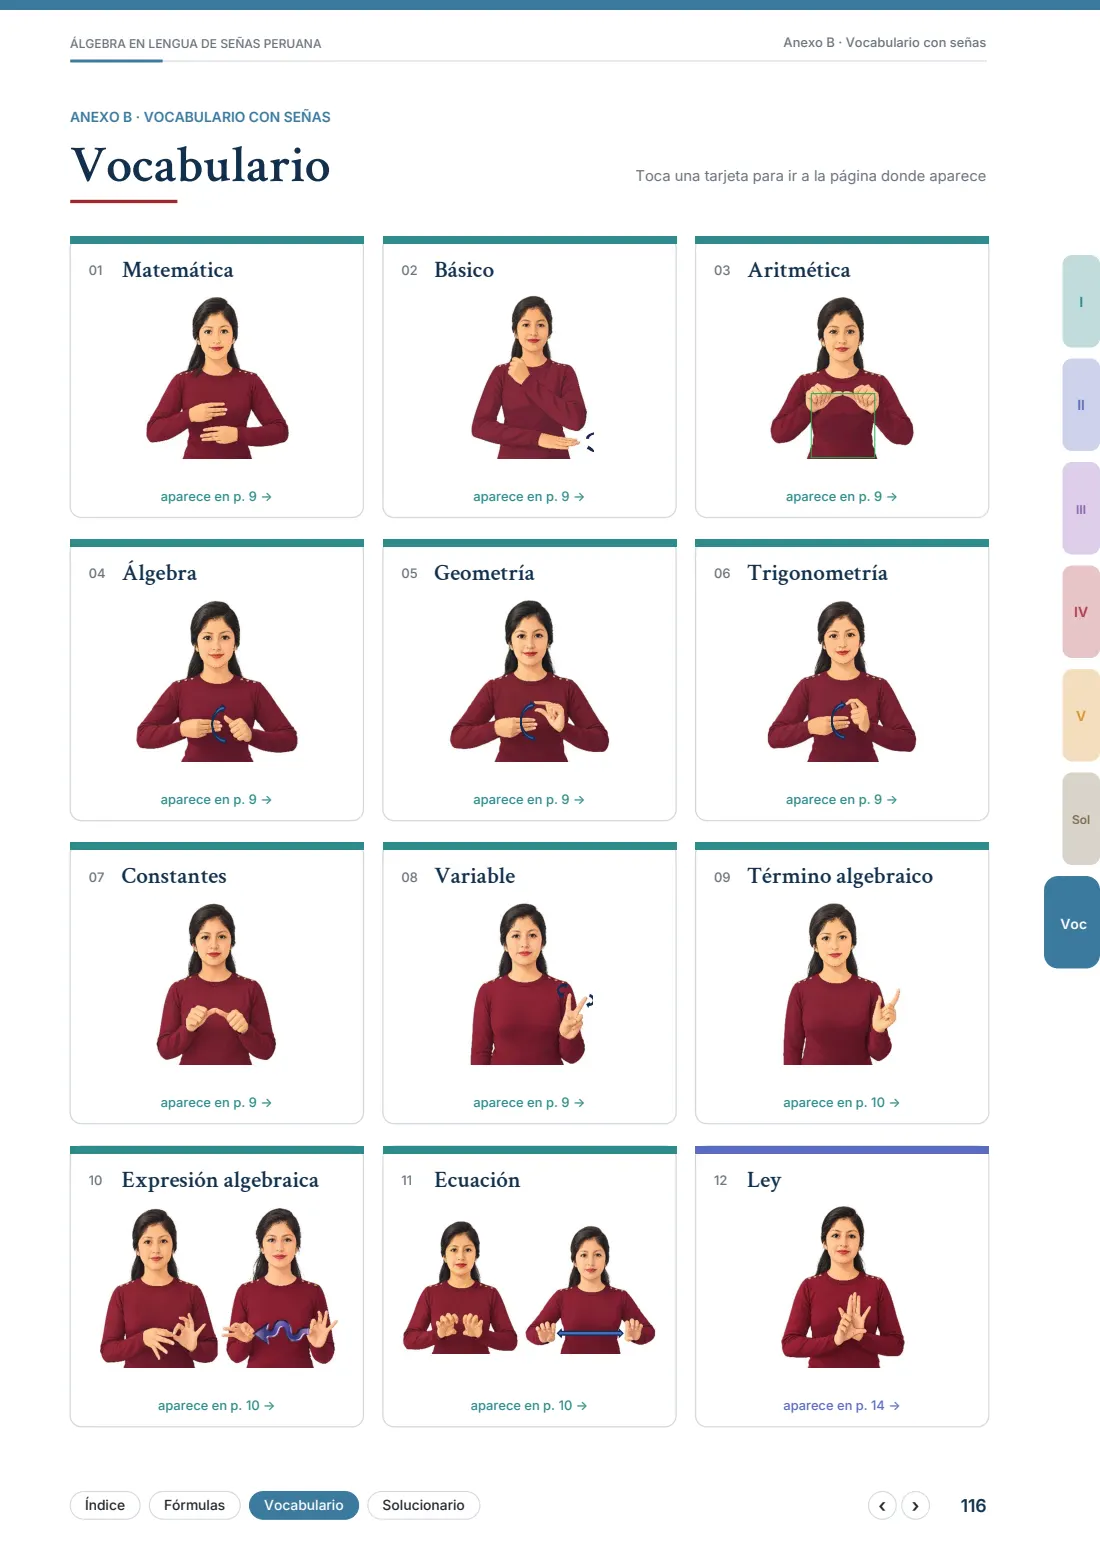 ÁLGEBRA EN LENGUA DE SEÑAS PERUANA
Anexo B · Vocabulario con señas
ANEXO B · VOCABULARIO CON SEÑAS
Vocabulario
Toca una tarjeta para ir a la página donde aparece
01 Matemática
aparece en p. 9 →
02 Básico
aparece en p. 9 →
03 Aritmética
aparece en p. 9 →
04 Álgebra
aparece en p. 9 →
05 Geometría
aparece en p. 9 →
06 Trigonometría
aparece en p. 9 →
07 Constantes
aparece en p. 9 →
08 Variable
aparece en p. 9 →
09 Término algebraico
aparece en p. 10 →
10 Expresión algebraica
aparece en p. 10 →
11 Ecuación
aparece en p. 10 →
12 Ley
aparece en p. 14 →
I
II
III
IV
V
Sol
Voc
Índice
Fórmulas
Vocabulario
Solucionario
‹ ›
116